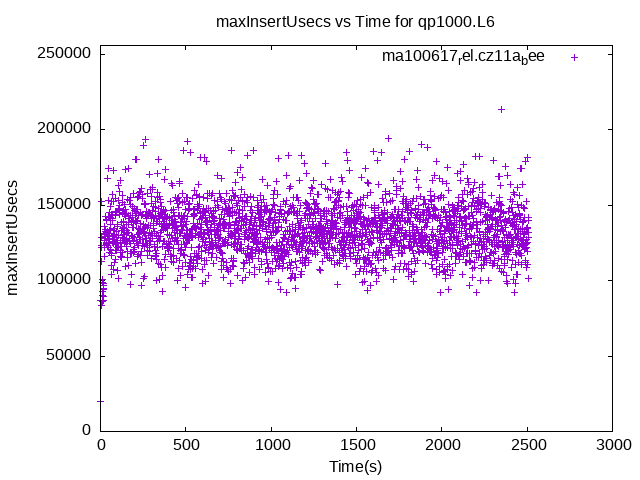 maxInsertUsecs vs Time for qp1000.L6
ma100617rel.cz11abee
250000
200000
150000
100000
50000
0
maxInsertUsecs
0 500 1000 1500 2000 2500 3000
Time(s)